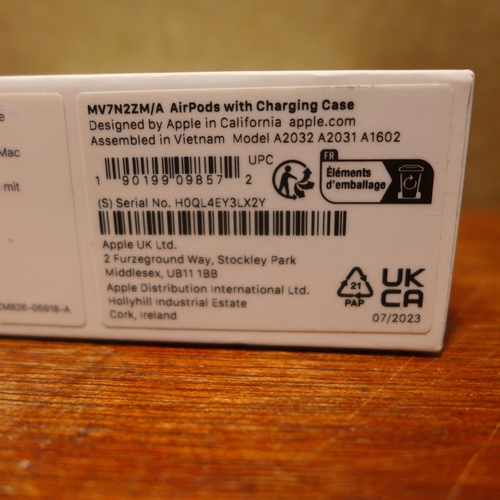 MV7N2ZM/A AirPods with Charging Case
Designed by Apple in California apple.com
Assembled in Vietnam Model A2032 A2031 A1602
UPC
1 90199 09857 2
FR
Éléments
d'emballage
(S) Serial No. H0QL4EY3LX2Y
Apple UK Ltd.
2 Furzeground Way, Stockley Park
Middlesex, UB11 1BB
Apple Distribution International Ltd.
Hollyhill Industrial Estate
Cork, Ireland
21
PAP
UK
CA
07/2023
Mac
mit